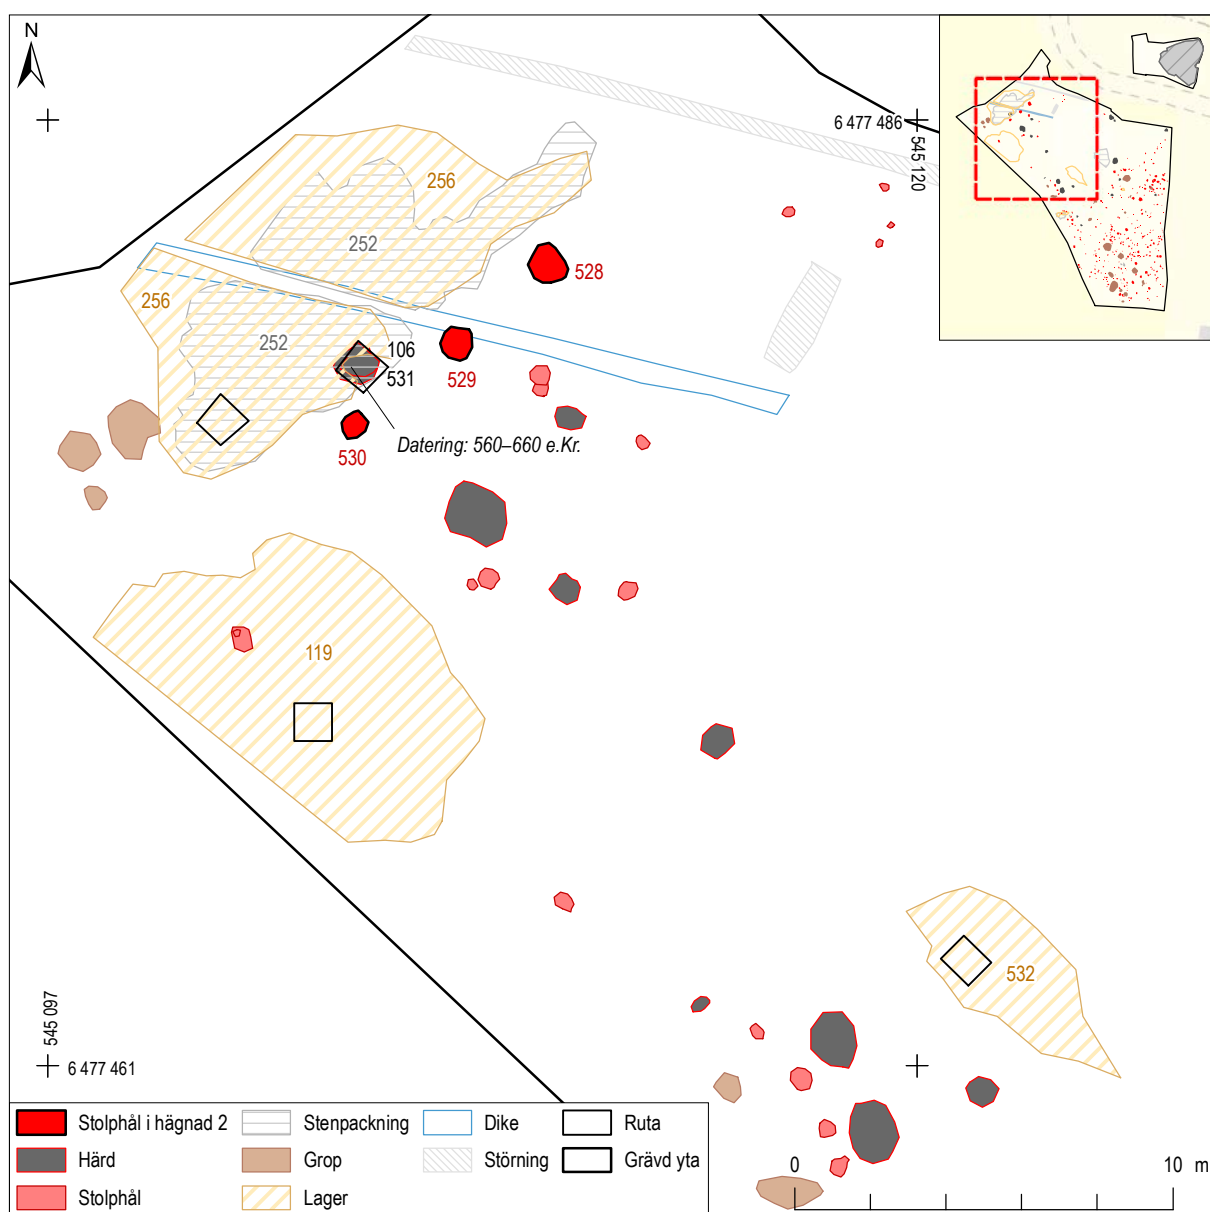 N
6 477 486
545 120
256
252
528
256
252
106
531
529
530
Datering: 560–660 e.Kr.
119
532
545 097
6 477 461
Stolphål i hägnad 2
Stenpackning
Dike
Ruta
Härd
Grop
Störning
Grävd yta
Stolphål
Lager
0
10 m